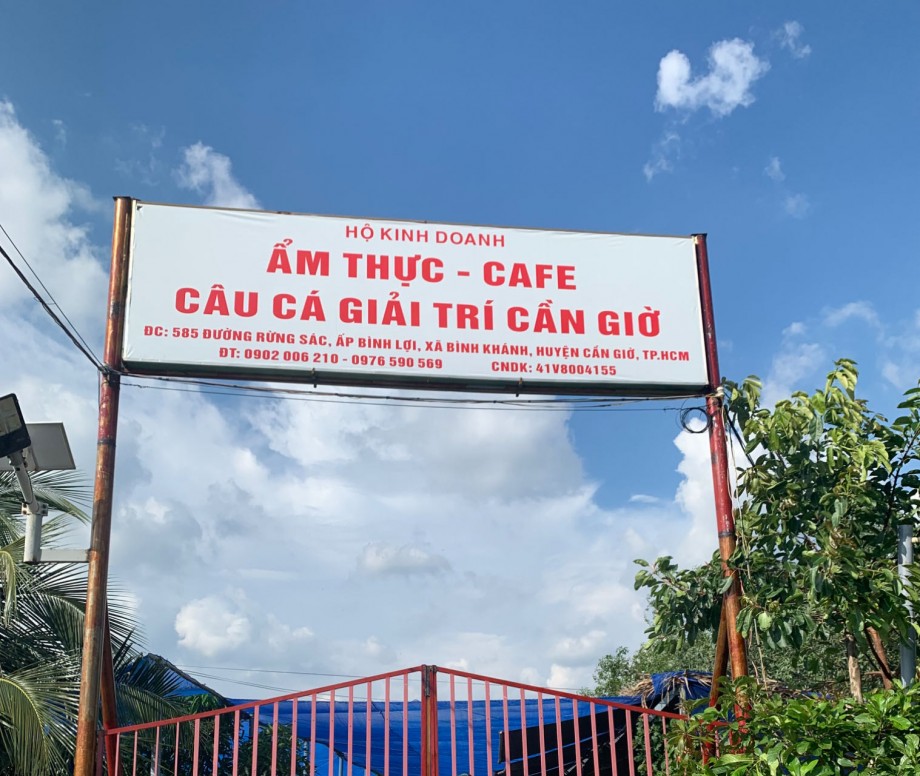 HỘ KINH DOANH
ẨM THỰC - CAFE
CÂU CÁ GIẢI TRÍ CẦN GIỜ
ĐC: 585 ĐƯỜNG RỪNG SÁC, ẤP BÌNH LỢI, XÃ BÌNH KHÁNH, HUYỆN CẦN GIỜ, TP.HCM
ĐT: 0902 006 210 - 0976 590 569 CNDK: 41V8004155